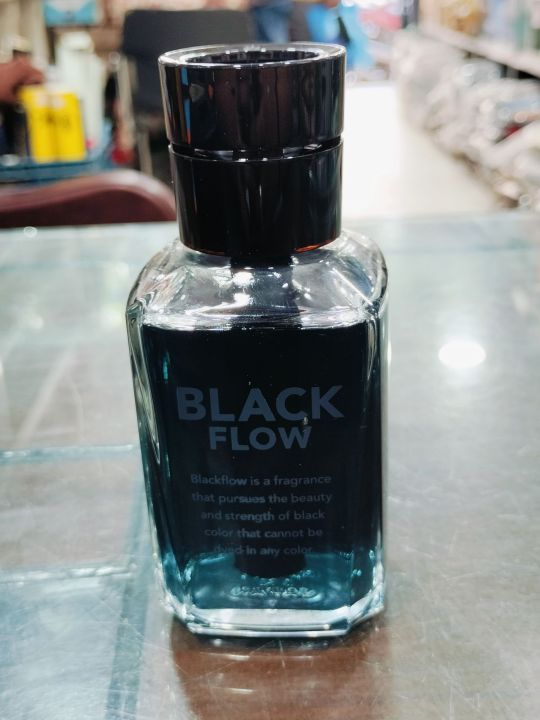 BLACK
FLOW
Blackflow is a fragrance
that pursues the beauty
and strength of black
color that cannot be
dyed in any color